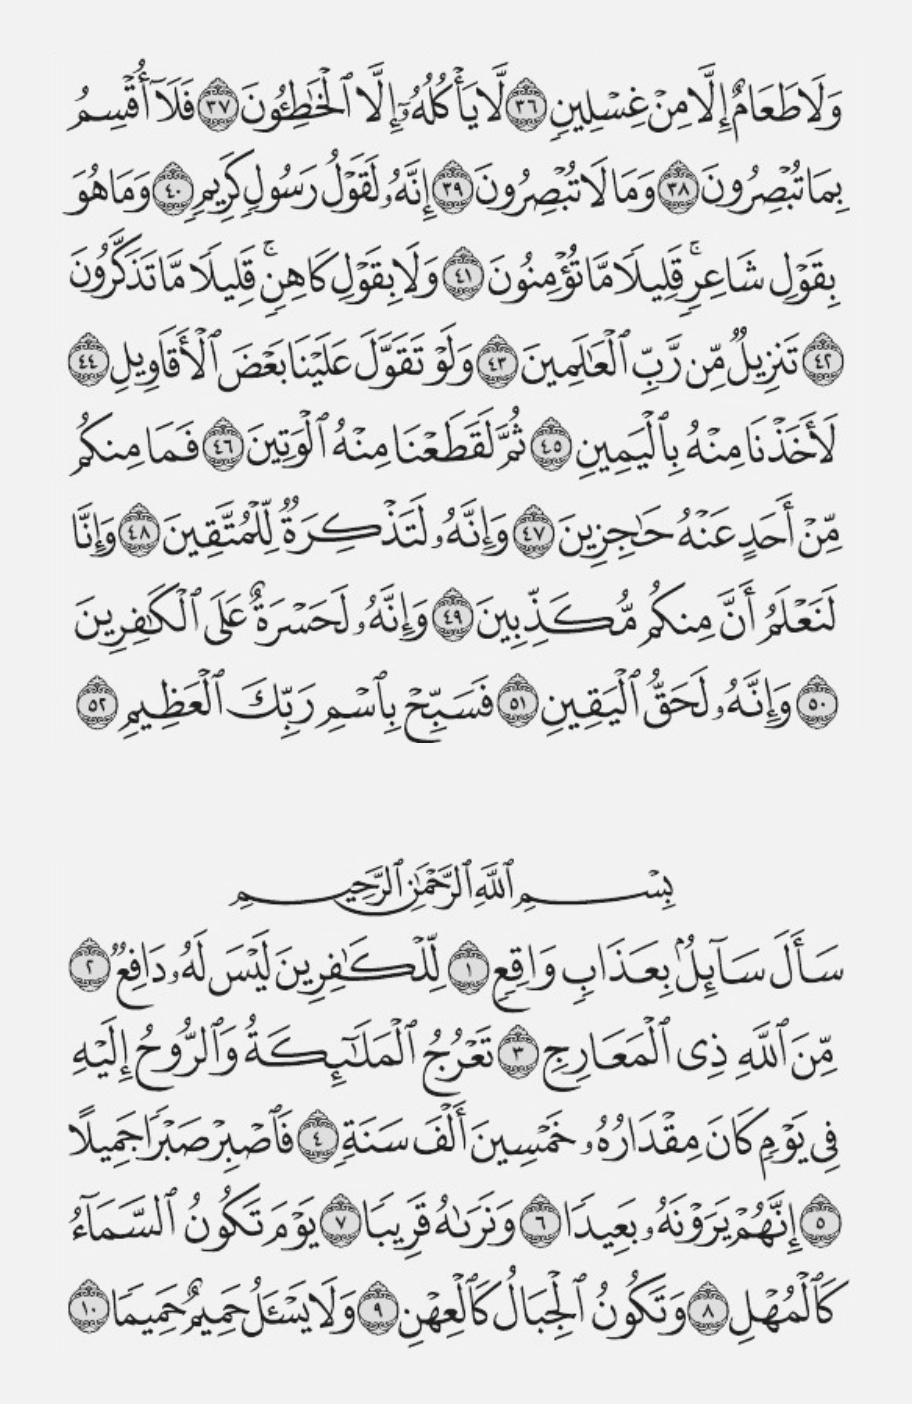 وَلَا طَعَامٌ إِلَّا مِنْ غِسْلِينٍ ٣٦ لَّا يَأْكُلُهُۥٓ إِلَّا ٱلْخَٰطِـُٔونَ ٣٧ فَلَآ أُقْسِمُ
بِمَا تُبْصِرُونَ ٣٨ وَمَا لَا تُبْصِرُونَ ٣٩ إِنَّهُۥ لَقَوْلُ رَسُولٍ كَرِيمٍ ٤٠ وَمَا هُوَ
بِقَوْلِ شَاعِرٍۚ قَلِيلًا مَّا تُؤْمِنُونَ ٤١ وَلَا بِقَوْلِ كَاهِنٍۚ قَلِيلًا مَّا تَذَكَّرُونَ
٤٢ تَنزِيلٌ مِّن رَّبِّ ٱلْعَٰلَمِينَ ٤٣ وَلَوْ تَقَوَّلَ عَلَيْنَا بَعْضَ ٱلْأَقَاوِيلِ ٤٤
لَأَخَذْنَا مِنْهُ بِٱلْيَمِينِ ٤٥ ثُمَّ لَقَطَعْنَا مِنْهُ ٱلْوَتِينَ ٤٦ فَمَا مِنكُم
مِّنْ أَحَدٍ عَنْهُ حَٰجِزِينَ ٤٧ وَإِنَّهُۥ لَتَذْكِرَةٌ لِّلْمُتَّقِينَ ٤٨ وَإِنَّا
لَنَعْلَمُ أَنَّ مِنكُم مُّكَذِّبِينَ ٤٩ وَإِنَّهُۥ لَحَسْرَةٌ عَلَى ٱلْكَٰفِرِينَ
٥٠ وَإِنَّهُۥ لَحَقُّ ٱلْيَقِينِ ٥١ فَسَبِّحْ بِٱسْمِ رَبِّكَ ٱلْعَظِيمِ ٥٢
بِسْمِ ٱللَّهِ ٱلرَّحْمَٰنِ ٱلرَّحِيمِ
سَأَلَ سَآئِلٌۢ بِعَذَابٍ وَاقِعٍ ١ لِّلْكَٰفِرِينَ لَيْسَ لَهُۥ دَافِعٌ ٢
مِّنَ ٱللَّهِ ذِى ٱلْمَعَارِجِ ٣ تَعْرُجُ ٱلْمَلَٰٓئِكَةُ وَٱلرُّوحُ إِلَيْهِ
فِى يَوْمٍ كَانَ مِقْدَارُهُۥ خَمْسِينَ أَلْفَ سَنَةٍ ٤ فَٱصْبِرْ صَبْرًا جَمِيلًا
٥ إِنَّهُمْ يَرَوْنَهُۥ بَعِيدًا ٦ وَنَرَىٰهُ قَرِيبًا ٧ يَوْمَ تَكُونُ ٱلسَّمَآءُ
كَٱلْمُهْلِ ٨ وَتَكُونُ ٱلْجِبَالُ كَٱلْعِهْنِ ٩ وَلَا يَسْـَٔلُ حَمِيمٌ حَمِيمًا ١٠